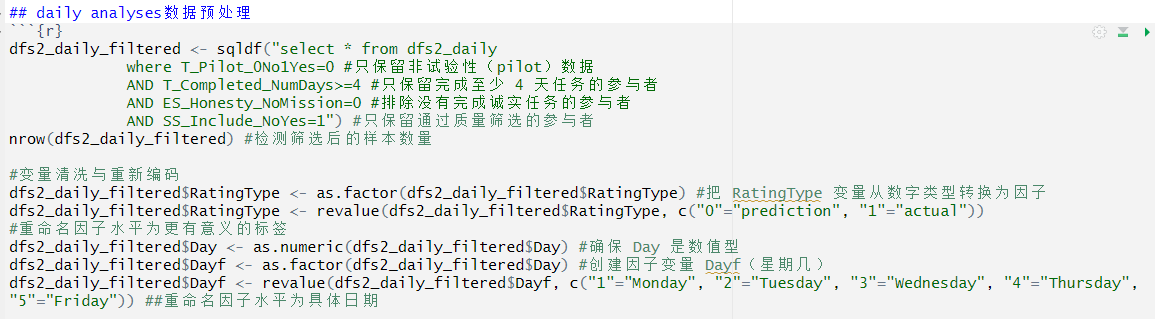 ## daily analyses数据预处理
```{r}
dfs2_daily_filtered <- sqldf("select * from dfs2_daily
where T_Pilot_0No1Yes=0 #只保留非试验性（pilot）数据
AND T_Completed_NumDays>=4 #只保留完成至少 4 天任务的参与者
AND ES_Honesty_NoMission=0 #排除没有完成诚实任务的参与者
AND SS_Include_NoYes=1") #只保留通过质量筛选的参与者
nrow(dfs2_daily_filtered) #检测筛选后的样本数量
#变量清洗与重新编码
dfs2_daily_filtered$RatingType <- as.factor(dfs2_daily_filtered$RatingType) #把 RatingType 变量从数字类型转换为因子
dfs2_daily_filtered$RatingType <- revalue(dfs2_daily_filtered$RatingType, c("0"="prediction", "1"="actual"))
#重命名因子水平为更有意义的标签
dfs2_daily_filtered$Day <- as.numeric(dfs2_daily_filtered$Day) #确保 Day 是数值型
dfs2_daily_filtered$Dayf <- as.factor(dfs2_daily_filtered$Day) #创建因子变量 Dayf（星期几）
dfs2_daily_filtered$Dayf <- revalue(dfs2_daily_filtered$Dayf, c("1"="Monday", "2"="Tuesday", "3"="Wednesday", "4"="Thursday",
"5"="Friday")) ##重命名因子水平为具体日期